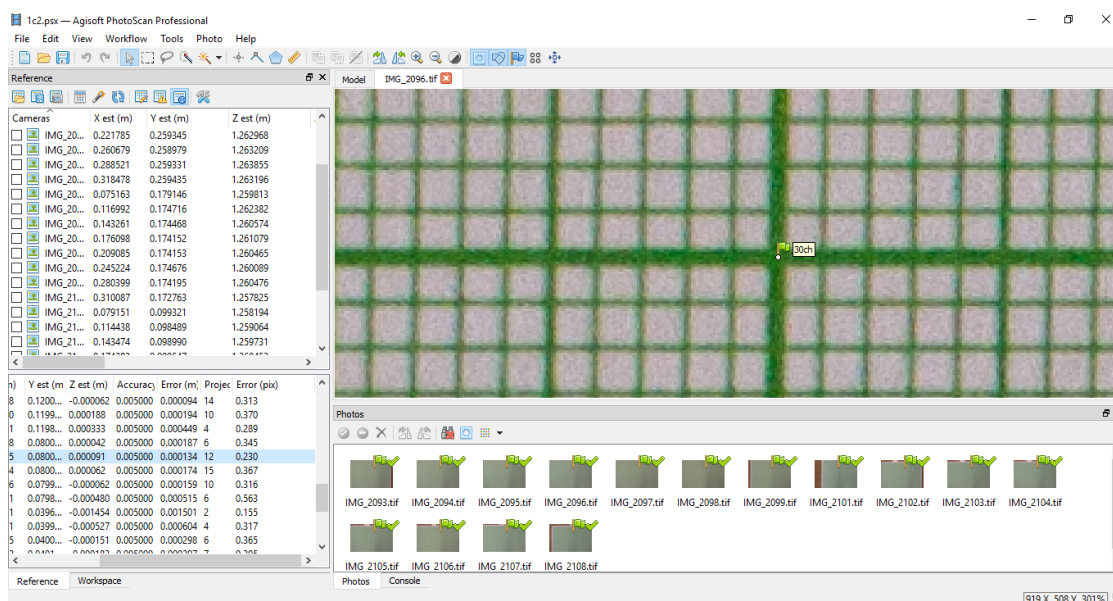 1c2.psx — Agisoft PhotoScan Professional
File Edit View Workflow Tools Photo Help
Reference
Model IMG_2096.tif
Cameras X est (m) Y est (m) Z est (m)
IMG_20... 0.221785 0.259345 1.262968
IMG_20... 0.260679 0.258979 1.263209
IMG_20... 0.288521 0.259331 1.263855
IMG_20... 0.318478 0.259435 1.263196
IMG_20... 0.075163 0.179146 1.259813
IMG_20... 0.116992 0.174716 1.262382
IMG_20... 0.143261 0.174468 1.260574
IMG_20... 0.176098 0.174152 1.261079
IMG_20... 0.209085 0.174153 1.260465
IMG_20... 0.245224 0.174676 1.260089
IMG_20... 0.280399 0.174195 1.260476
IMG_21... 0.310087 0.172763 1.257825
IMG_21... 0.079151 0.099321 1.258194
IMG_21... 0.114438 0.098489 1.259064
IMG_21... 0.143474 0.098990 1.259731
30ch
Y est (m Z est (m) Accuracy Error (m) Projec Error (pix)
8 0.1200... -0.000062 0.005000 0.000094 14 0.313
0 0.1199... 0.000188 0.005000 0.000194 10 0.370
1 0.1198... 0.000333 0.005000 0.000449 4 0.289
8 0.0800... 0.000042 0.005000 0.000187 6 0.345
5 0.0800... 0.000091 0.005000 0.000134 12 0.230
4 0.0800... 0.000062 0.005000 0.000174 15 0.367
6 0.0799... -0.000062 0.005000 0.000159 10 0.316
1 0.0798... -0.000480 0.005000 0.000515 6 0.563
1 0.0396... -0.001454 0.005000 0.001501 2 0.155
1 0.0399... -0.000527 0.005000 0.000604 4 0.317
5 0.0400... -0.000151 0.005000 0.000298 6 0.365
Photos
IMG_2093.tif IMG_2094.tif IMG_2095.tif IMG_2096.tif IMG_2097.tif IMG_2098.tif IMG_2099.tif IMG_2101.tif IMG_2102.tif IMG_2103.tif IMG_2104.tif
IMG_2105.tif IMG_2106.tif IMG_2107.tif IMG_2108.tif
Reference Workspace
Photos Console
919 X 508 Y 301%